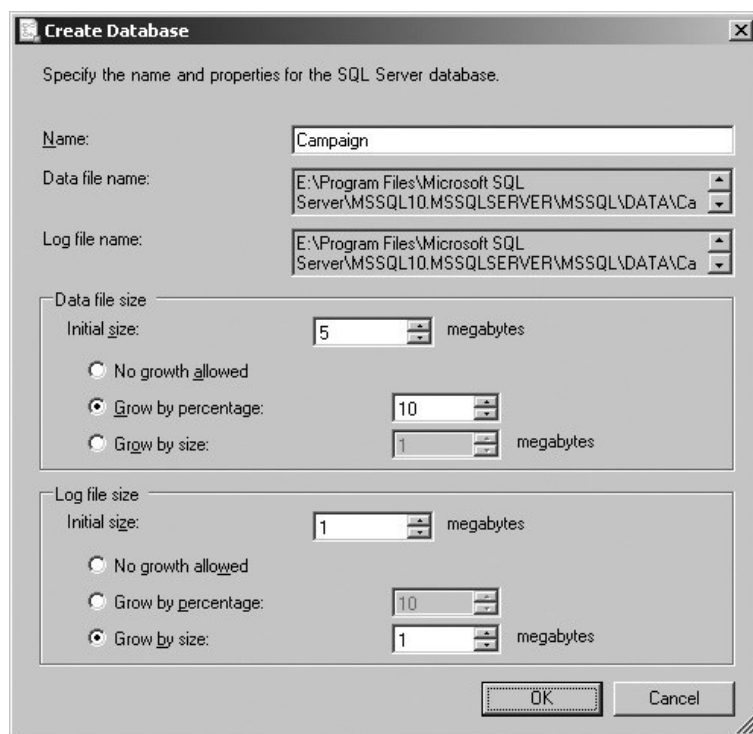 Create Database
Specify the name and properties for the SQL Server database.
Name: Campaign
Data file name: E:\Program Files\Microsoft SQL
Server\MSSQL10.MSSQLSERVER\MSSQL\DATA\Ca
Log file name: E:\Program Files\Microsoft SQL
Server\MSSQL10.MSSQLSERVER\MSSQL\DATA\Ca
Data file size
Initial size: 5 megabytes
No growth allowed
Grow by percentage: 10
Grow by size: 1 megabytes
Log file size
Initial size: 1 megabytes
No growth allowed
Grow by percentage: 10
Grow by size: 1 megabytes
OK Cancel